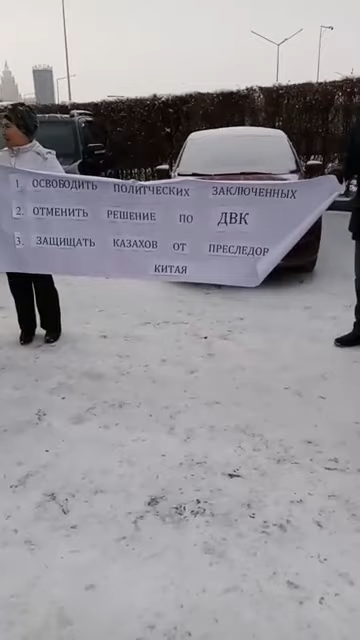 1. ОСВОБОДИТЬ ПОЛИТИЧЕСКИХ ЗАКЛЮЧЕННЫХ
2. ОТМЕНИТЬ РЕШЕНИЕ ПО ДВК
3. ЗАЩИЩАТЬ КАЗАХОВ ОТ ПРЕСЛЕДОВ
КИТАЯ